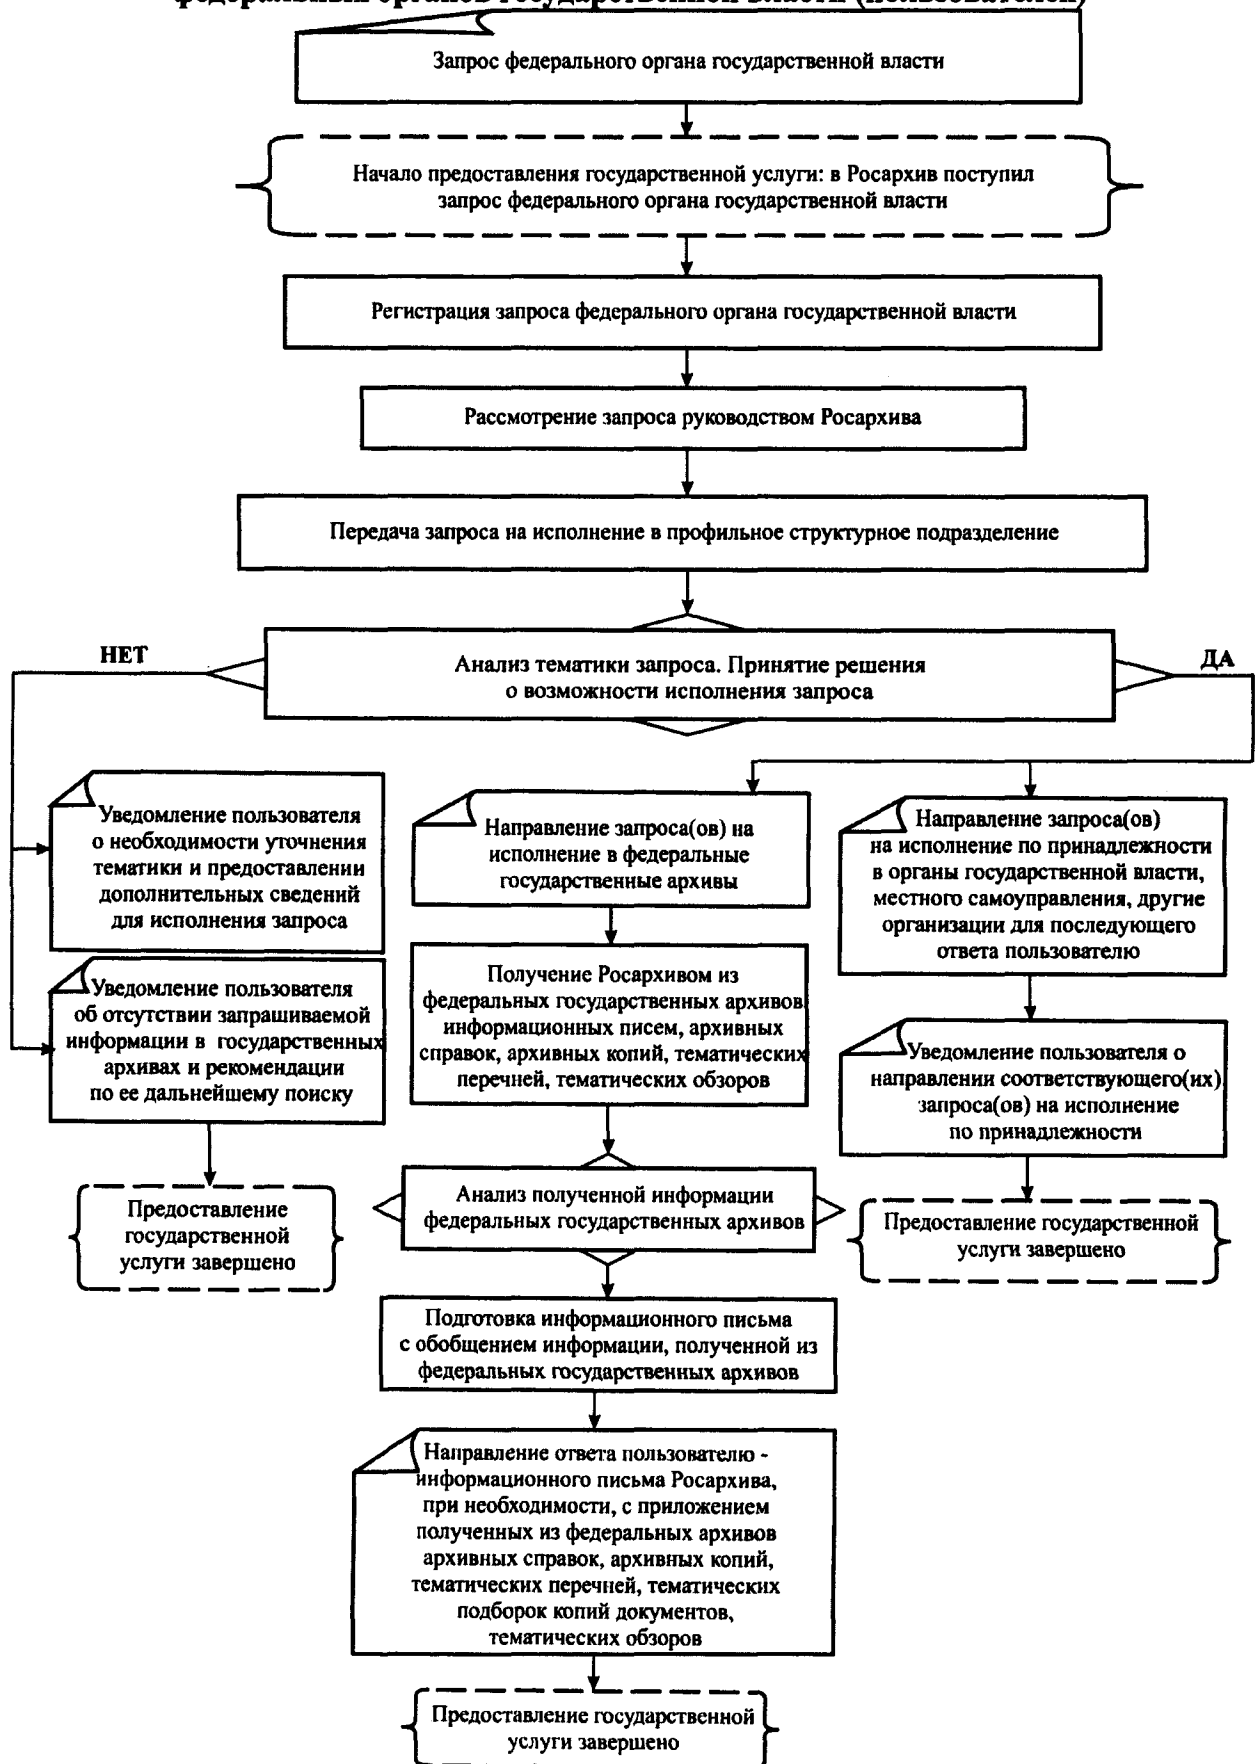 федеральных органов государственной власти (пользователей)
Запрос федерального органа государственной власти
Начало предоставления государственной услуги: в Росархив поступил
запрос федерального органа государственной власти
Регистрация запроса федерального органа государственной власти
Рассмотрение запроса руководством Росархива
Передача запроса на исполнение в профильное структурное подразделение
НЕТ
Анализ тематики запроса. Принятие решения
о возможности исполнения запроса
ДА
Уведомление пользователя
о необходимости уточнения
тематики и предоставлении
дополнительных сведений
для исполнения запроса
Уведомление пользователя
об отсутствии запрашиваемой
информации в государственных
архивах и рекомендации
по ее дальнейшему поиску
Предоставление
государственной
услуги завершено
Направление запроса(ов) на
исполнение в федеральные
государственные архивы
Получение Росархивом из
федеральных государственных архивов
информационных писем, архивных
справок, архивных копий, тематических
перечней, тематических обзоров
Анализ полученной информации
федеральных государственных архивов
Подготовка информационного письма
с обобщением информации, полученной из
федеральных государственных архивов
Направление ответа пользователю -
информационного письма Росархива,
при необходимости, с приложением
полученных из федеральных архивов
архивных справок, архивных копий,
тематических перечней, тематических
подборок копий документов,
тематических обзоров
Предоставление государственной
услуги завершено
Направление запроса(ов)
на исполнение по принадлежности
в органы государственной власти,
местного самоуправления, другие
организации для последующего
ответа пользователю
Уведомление пользователя о
направлении соответствующего(их)
запроса(ов) на исполнение
по принадлежности
Предоставление государственной
услуги завершено